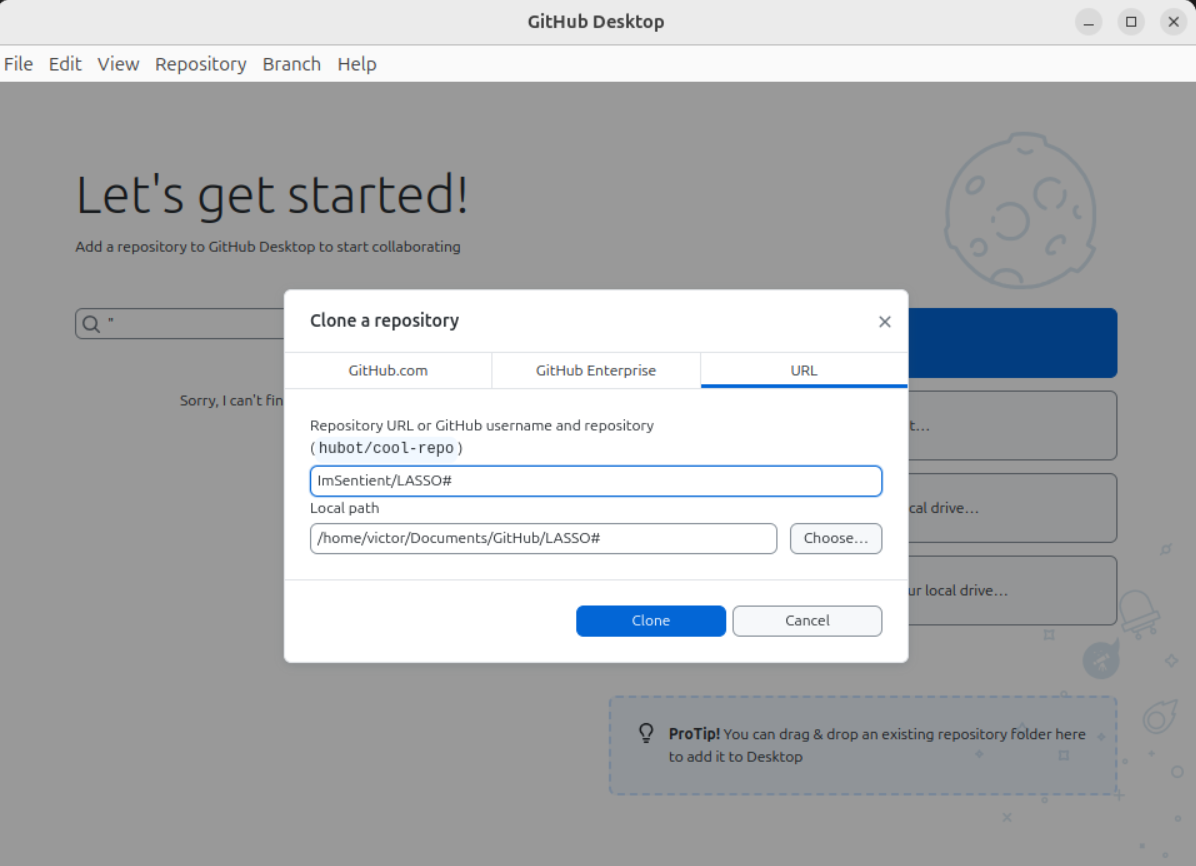 GitHub Desktop
File Edit View Repository Branch Help
Let's get started!
Add a repository to GitHub Desktop to start collaborating
"
Sorry, I can't fin
Clone a repository
GitHub.com GitHub Enterprise URL
Repository URL or GitHub username and repository
(hubot/cool-repo)
ImSentient/LASSO#
Local path
/home/victor/Documents/GitHub/LASSO# Choose…
Clone Cancel
t…
cal drive…
ur local drive…
ProTip! You can drag & drop an existing repository folder here
to add it to Desktop